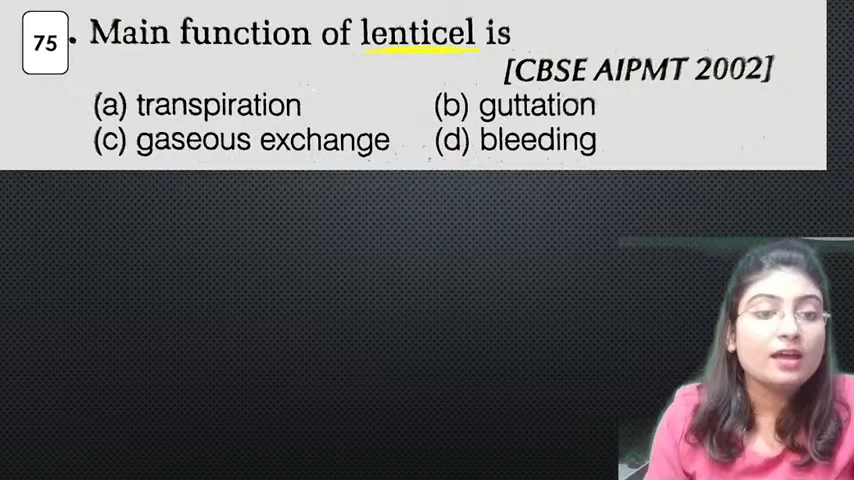 75. Main function of lenticel is
[CBSE AIPMT 2002]
(a) transpiration (b) guttation
(c) gaseous exchange (d) bleeding